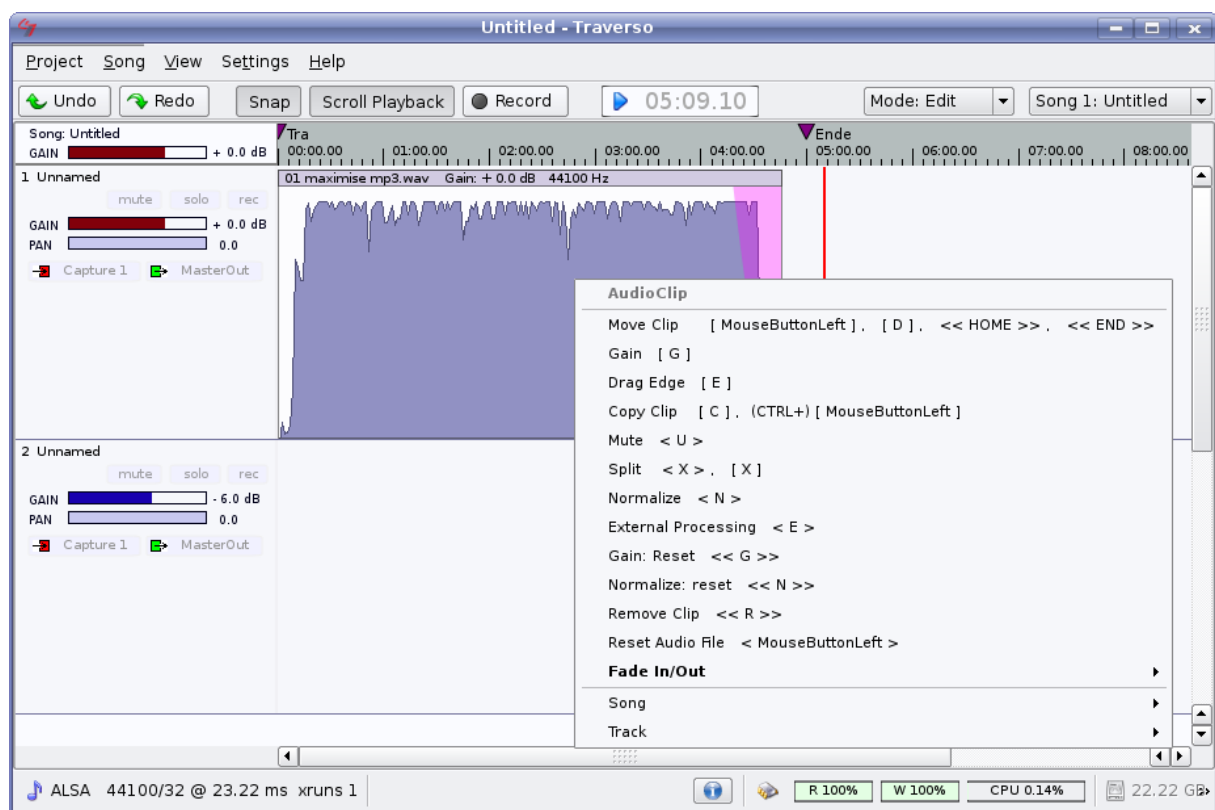 Untitled - Traverso
Project Song View Settings Help
Undo Redo Snap Scroll Playback Record 05:09.10 Mode: Edit Song 1: Untitled
Song: Untitled
GAIN + 0.0 dB
Tra Ende
00:00.00 01:00.00 02:00.00 03:00.00 04:00.00 05:00.00 06:00.00 07:00.00 08:00.00
1 Unnamed
mute solo rec
GAIN + 0.0 dB
PAN 0.0
Capture 1 MasterOut
01 maximise mp3.wav Gain: + 0.0 dB 44100 Hz
AudioClip
Move Clip [ MouseButtonLeft ] , [ D ] , << HOME >> , << END >>
Gain [ G ]
Drag Edge [ E ]
Copy Clip [ C ] , (CTRL+) [ MouseButtonLeft ]
Mute < U >
Split < X > , [ X ]
Normalize < N >
External Processing < E >
Gain: Reset << G >>
Normalize: reset << N >>
Remove Clip << R >>
Reset Audio File < MouseButtonLeft >
Fade In/Out
Song
Track
2 Unnamed
mute solo rec
GAIN - 6.0 dB
PAN 0.0
Capture 1 MasterOut
ALSA 44100/32 @ 23.22 ms xruns 1 R 100% W 100% CPU 0.14% 22.22 GB